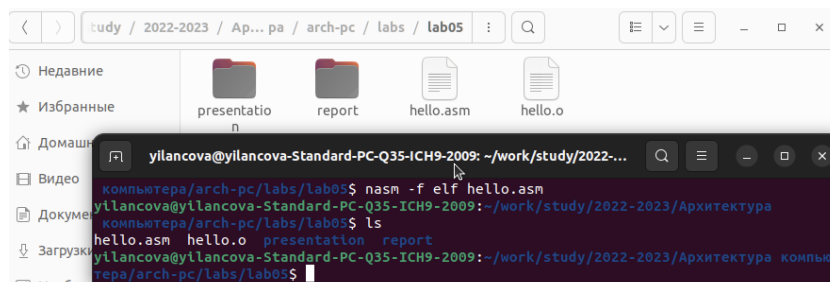 study / 2022-2023 / Ар... ра / arch-pc / labs / lab05
Недавние
Избранные
presentatio
n
report
hello.asm
hello.o
Домашн
Видео
Докуме
Загрузк
yilancova@yilancova-Standard-PC-Q35-ICH9-2009: ~/work/study/2022-...
компьютера/arch-pc/labs/lab05$ nasm -f elf hello.asm
yilancova@yilancova-Standard-PC-Q35-ICH9-2009:~/work/study/2022-2023/Архитектура
компьютера/arch-pc/labs/lab05$ ls
hello.asm hello.o presentation report
yilancova@yilancova-Standard-PC-Q35-ICH9-2009:~/work/study/2022-2023/Архитектура компью
тера/arch-pc/labs/lab05$